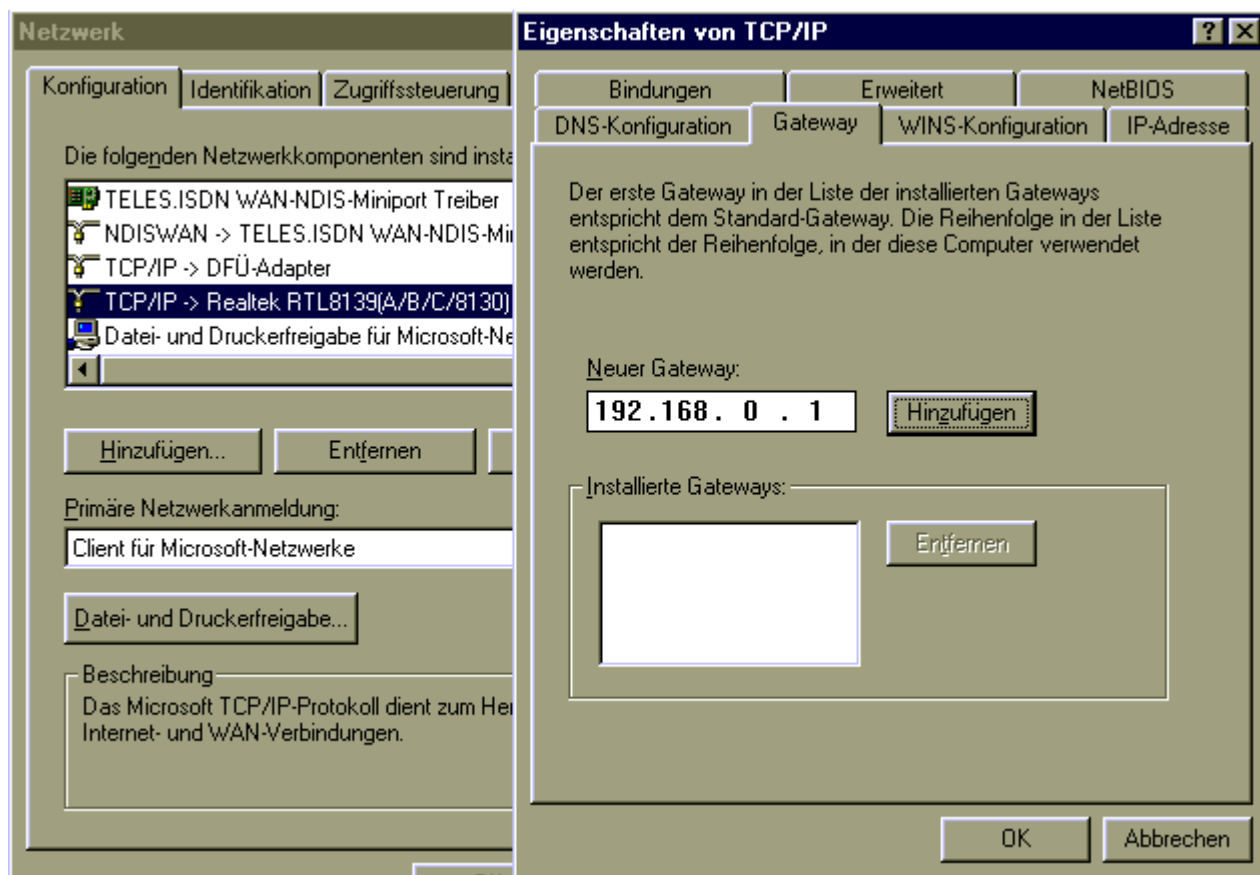 Netzwerk
Konfiguration Identifikation Zugriffssteuerung
Die folgenden Netzwerkkomponenten sind insta
TELES.ISDN WAN-NDIS-Miniport Treiber
NDISWAN -> TELES.ISDN WAN-NDIS-Mi
TCP/IP -> DFÜ-Adapter
TCP/IP -> Realtek RTL8139(A/B/C/8130)
Datei- und Druckerfreigabe für Microsoft-Ne
Hinzufügen... Entfernen
Primäre Netzwerkanmeldung:
Client für Microsoft-Netzwerke
Datei- und Druckerfreigabe...
Beschreibung
Das Microsoft TCP/IP-Protokoll dient zum Her
Internet- und WAN-Verbindungen.
Eigenschaften von TCP/IP
Bindungen Erweitert NetBIOS
DNS-Konfiguration Gateway WINS-Konfiguration IP-Adresse
Der erste Gateway in der Liste der installierten Gateways
entspricht dem Standard-Gateway. Die Reihenfolge in der Liste
entspricht der Reihenfolge, in der diese Computer verwendet
werden.
Neuer Gateway:
192.168. 0 . 1 Hinzufügen
Installierte Gateways:
Entfernen
OK Abbrechen